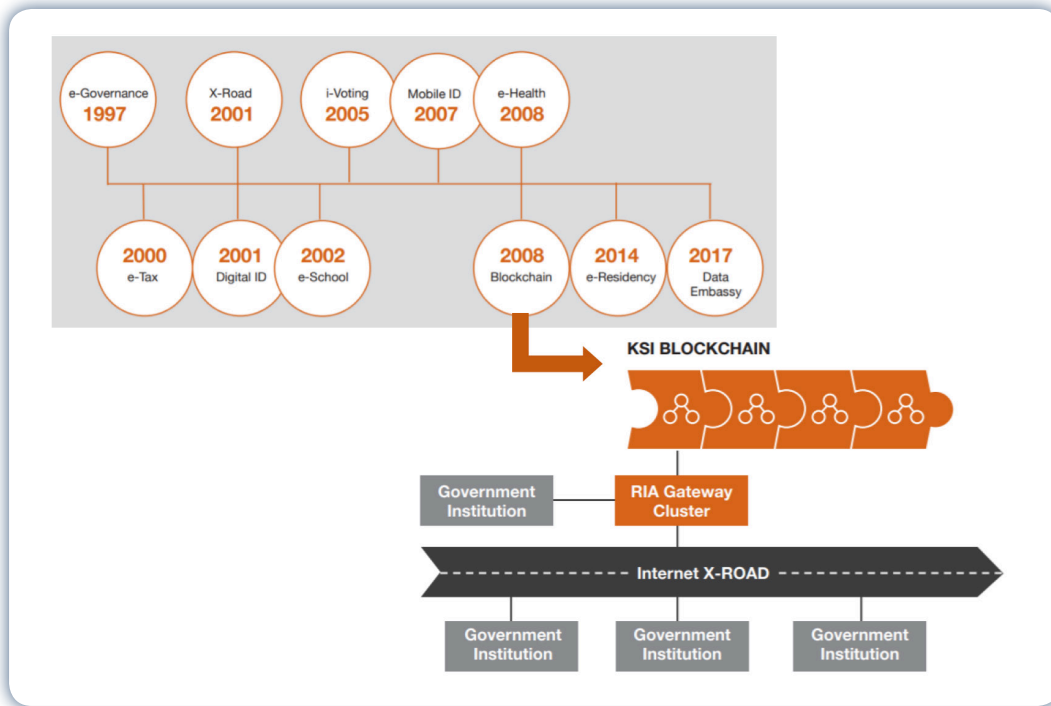 e-Governance
1997
X-Road
2001
i-Voting
2005
Mobile ID
2007
e-Health
2008
2000
e-Tax
2001
Digital ID
2002
e-School
2008
Blockchain
2014
e-Residency
2017
Data
Embassy
KSI BLOCKCHAIN
Government
Institution
RIA Gateway
Cluster
Internet X-ROAD
Government
Institution
Government
Institution
Government
Institution